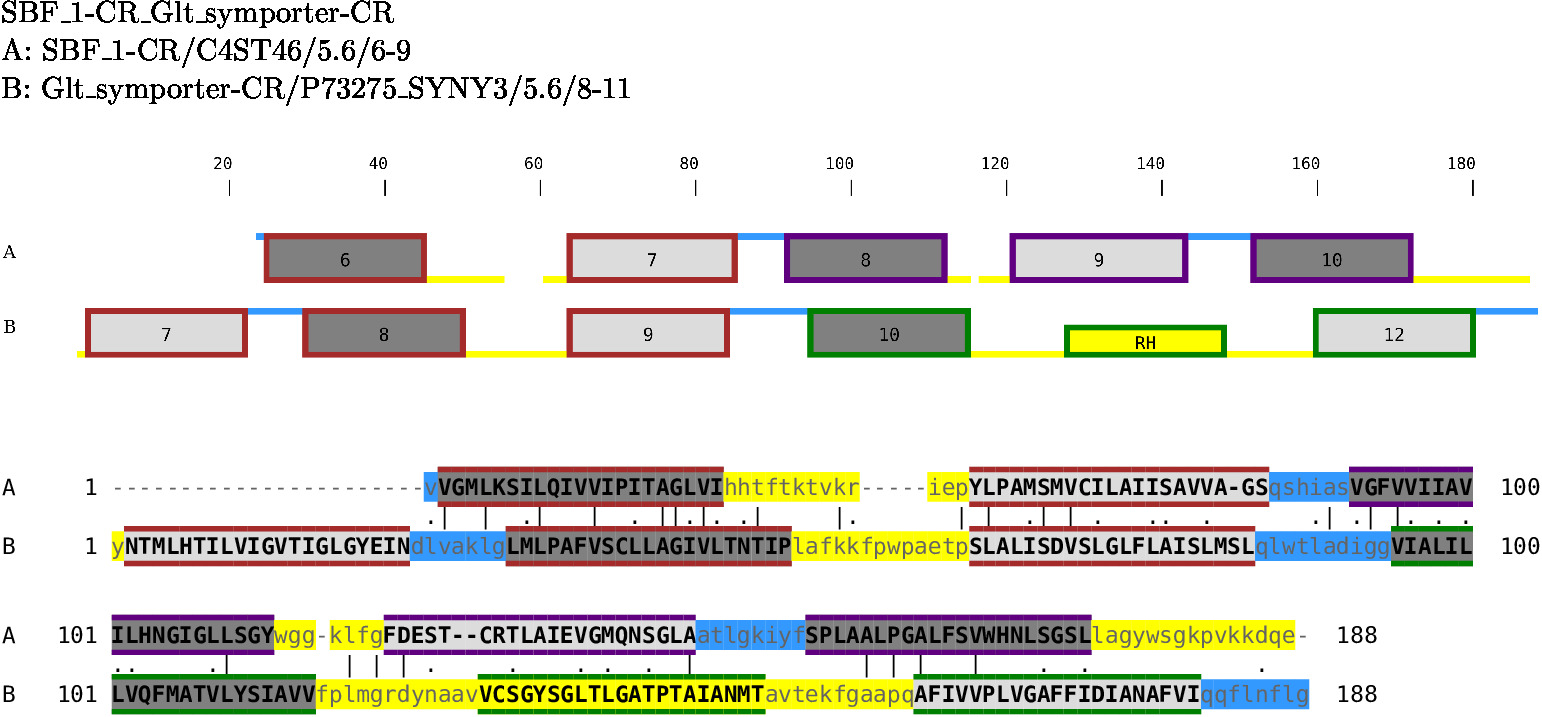 SBF_1-CR_Glt_symporter-CR
A: SBF_1-CR/C4ST46/5.6/6-9
B: Glt_symporter-CR/P73275_SYNY3/5.6/8-11
20 40 60 80 100 120 140 160 180
A 6 7 8 9 10
B 7 8 9 10 RH 12
A 1 -----------------------vVGMLKSILQIVVIPITAGLVIhhtftktvkr-----iepYLPAMSMVCILAIISAVVA-GSqshiasVGFVVIIAV 100
B 1 yNTMLHTILVIGVTIGLGYEINdlvaklgLMLPAFVSCLLAGIVLTNTIPlafkkfpwpaetpSLALISDVSLGLFLAISLMSLqlwtladiggVIALIL 100
A 101 ILHNGIGLLSGYwgg-klfgFDEST--CRTLAIEVGMQNSGLAatlgkiyfSPLAALPGALFSVWHNLSGSLlagywsgkpvkkdqe- 188
B 101 LVQFMATVLYSIAVVfplmgrdynaavVCSGYSGLTLGATPTAIANMTavtekfgaapqAFIVVPLVGAFFIDIANAFVIqqflnflg 188